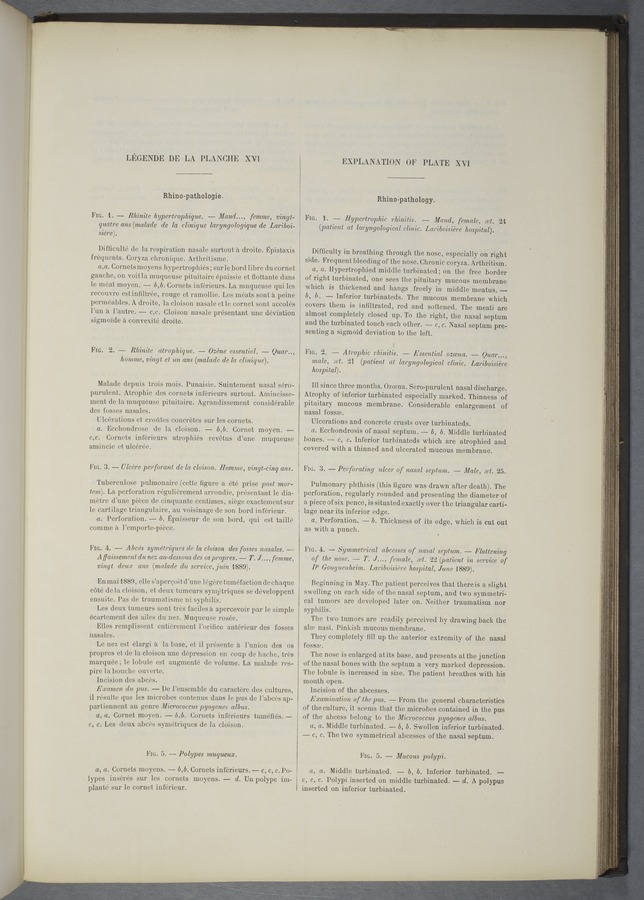 LÉGENDE DE LA PLANCHE XVI
Rhino-pathologie.
FIG. 1. — Rhinite hypertrophique. — Maud..., femme, vingt-
quatre ans (malade de la clinique laryngologique de Lariboi-
sière).
Difficulté de la respiration nasale surtout à droite. Épistaxis
fréquents. Coryza chronique. Arthritisme.
a,a. Cornets moyens hypertrophiés; sur le bord libre du cornet
gauche, on voit la muqueuse pituitaire épaissie et flottante dans
le méat moyen. — b,b. Cornets inférieurs. La muqueuse qui les
recouvre est infiltrée, rouge et ramollie. Les méats sont à peine
perméables. A droite, la cloison nasale et le cornet sont accolés
l'un à l'autre. — c,c. Cloison nasale présentant une déviation
sigmoïde à convexité droite.
FIG. 2. — Rhinite atrophique. — Ozène essentiel. — Quar...,
homme, vingt et un ans (malade de la clinique).
Malade depuis trois mois. Punaisie. Suintement nasal séro-
purulent. Atrophie des cornets inférieurs surtout. Amincisse-
ment de la muqueuse pituitaire. Agrandissement considérable
des fosses nasales.
Ulcérations et croûtes concrètes sur les cornets.
a. Ecchondrose de la cloison. — b,b. Cornet moyen. —
c,c. Cornets inférieurs atrophiés revêtus d'une muqueuse
amincie et ulcérée.
FIG. 3. — Ulcère perforant de la cloison. Homme, vingt-cinq ans.
Tuberculose pulmonaire (cette figure a été prise post mor-
tem). La perforation régulièrement arrondie, présentant le dia-
mètre d'une pièce de cinquante centimes, siège exactement sur
le cartilage triangulaire, au voisinage de son bord inférieur.
a. Perforation. — b. Épaisseur de son bord, qui est taillé
comme à l'emporte-pièce.
FIG. 4. — Abcès symétriques de la cloison des fosses nasales. —
Affaissement du nez au-dessous des os propres. — T. J..., femme,
vingt deux ans (malade du service, juin 1889).
En mai 1889, elle s'aperçoit d'une légère tuméfaction de chaque
côté de la cloison, et deux tumeurs symétriques se développent
ensuite. Pas de traumatisme ni syphilis.
Les deux tumeurs sont très faciles à apercevoir par le simple
écartement des ailes du nez. Muqueuse rosée.
Elles remplissent entièrement l'orifice antérieur des fosses
nasales.
Le nez est élargi à la base, et il présente à l'union des os
propres et de la cloison une dépression en coup de hache, très
marquée; le lobule est augmenté de volume. La malade res-
pire la bouche ouverte.
Incision des abcès.
Examen du pus. — De l'ensemble du caractère des cultures,
il résulte que les microbes contenus dans le pus de l'abcès ap-
partiennent au genre Micrococcus pyogenes albus.
a, a. Cornet moyen. — b,b. Cornets inférieurs tuméfiés. —
c, c. Les deux abcès symétriques de la cloison.
FIG. 5. — Polypes muqueux.
a, a. Cornets moyens. — b,b. Cornets inférieurs. — c, c, c. Po-
lypes insérés sur les cornets moyens. — d. Un polype im-
planté sur le cornet inférieur.
EXPLANATION OF PLATE XVI
Rhino-pathology.
FIG. 1. — Hypertrophic rhinitis. — Maud, female, æt. 24
(patient at laryngological clinic. Lariboisière hospital).
Difficulty in breathing through the nose, especially on right
side. Frequent bleeding of the nose. Chronic coryza. Arthritism.
a, a. Hypertrophied middle turbinated; on the free border
of right turbinated, one sees the pituitary mucous membrane
which is thickened and hangs freely in middle meatus. —
b, b. — Inferior turbinateds. The mucous membrane which
covers them is infiltrated, red and softened. The meati are
almost completely closed up. To the right, the nasal septum
and the turbinated touch each other. — c, c. Nasal septum pre-
senting a sigmoid deviation to the left.
FIG. 2. — Atrophic rhinitis. — Essential ozœna. — Quar...,
male, æt. 21 (patient at laryngological clinic. Lariboisière
hospital).
Ill since three months. Ozœna. Sero-purulent nasal discharge.
Atrophy of inferior turbinated especially marked. Thinness of
pituitary mucous membrane. Considerable enlargement of
nasal fossæ.
Ulcerations and concrete crusts over turbinateds.
a. Ecchondrosis of nasal septum. — b, b. Middle turbinated
bones. — c, c. Inferior turbinateds which are atrophied and
covered with a thinned and ulcerated mucous membrane.
FIG. 3. — Perforating ulcer of nasal septum. — Male, æt. 25.
Pulmonary phthisis (this figure was drawn after death). The
perforation, regularly rounded and presenting the diameter of
a piece of six pence, is situated exactly over the triangular carti-
lage near its inferior edge.
a. Perforation. — b. Thickness of its edge, which is cut out
as with a punch.
FIG. 4. — Symmetrical abcesses of nasal septum. — Flattening
of the nose. — T. J..., female, æt. 22 (patient in service of
Dr Gouguenheim. Lariboisière hospital, June 1889).
Beginning in May. The patient perceives that there is a slight
swelling on each side of the nasal septum, and two symmetri-
cal tumors are developed later on. Neither traumatism nor
syphilis.
The two tumors are readily perceived by drawing back the
alæ nasi. Pinkish mucous membrane.
They completely fill up the anterior extremity of the nasal
fossæ.
The nose is enlarged at its base, and presents at the junction
of the nasal bones with the septum a very marked depression.
The lobule is increased in size. The patient breathes with his
mouth open.
Incision of the abcesses.
Examination of the pus. — From the general characteristics
of the culture, it seems that the microbes contained in the pus
of the abcess belong to the Micrococcus pyogenes albus.
a, a. Middle turbinated. — b, b. Swollen inferior turbinated.
— c, c. The two symmetrical abcesses of the nasal septum.
FIG. 5. — Mucous polypi.
a, a. Middle turbinated. — b, b. Inferior turbinated. —
c, c, c. Polypi inserted on middle turbinated. — d. A polypus
inserted on inferior turbinated.